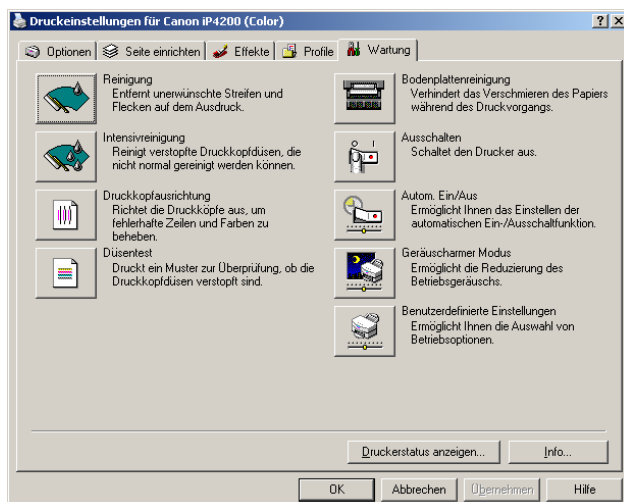 Druckeinstellungen für Canon iP4200 (Color)
Optionen
Seite einrichten
Effekte
Profile
Wartung
Reinigung
Entfernt unerwünschte Streifen und
Flecken auf dem Ausdruck.
Intensivreinigung
Reinigt verstopfte Druckkopfdüsen, die
nicht normal gereinigt werden können.
Druckkopfausrichtung
Richtet die Druckköpfe aus, um
fehlerhafte Zeilen und Farben zu
beheben.
Düsentest
Druckt ein Muster zur Überprüfung, ob die
Druckkopfdüsen verstopft sind.
Bodenplattenreinigung
Verhindert das Verschmieren des Papiers
während des Druckvorgangs.
Ausschalten
Schaltet den Drucker aus.
Autom. Ein/Aus
Ermöglicht Ihnen das Einstellen der
automatischen Ein-/Ausschaltfunktion.
Geräuscharmer Modus
Ermöglicht die Reduzierung des
Betriebsgeräuschs.
Benutzerdefinierte Einstellungen
Ermöglicht Ihnen die Auswahl von
Betriebsoptionen.
Druckerstatus anzeigen...
Info...
OK
Abbrechen
Übernehmen
Hilfe